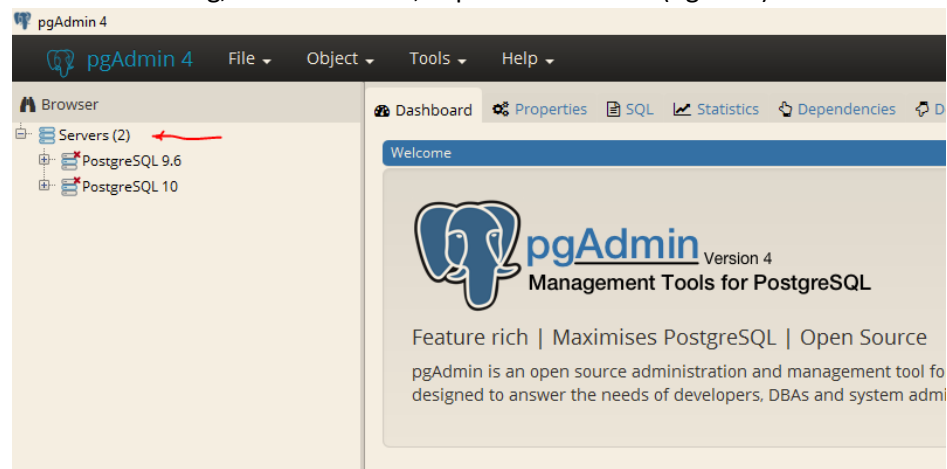 pgAdmin 4
pgAdmin 4 File Object Tools Help
Browser
Dashboard Properties SQL Statistics Dependencies D
Servers (2)
PostgreSQL 9.6
PostgreSQL 10
Welcome
pgAdmin Version 4
Management Tools for PostgreSQL
Feature rich | Maximises PostgreSQL | Open Source
pgAdmin is an open source administration and management tool fo
designed to answer the needs of developers, DBAs and system admi